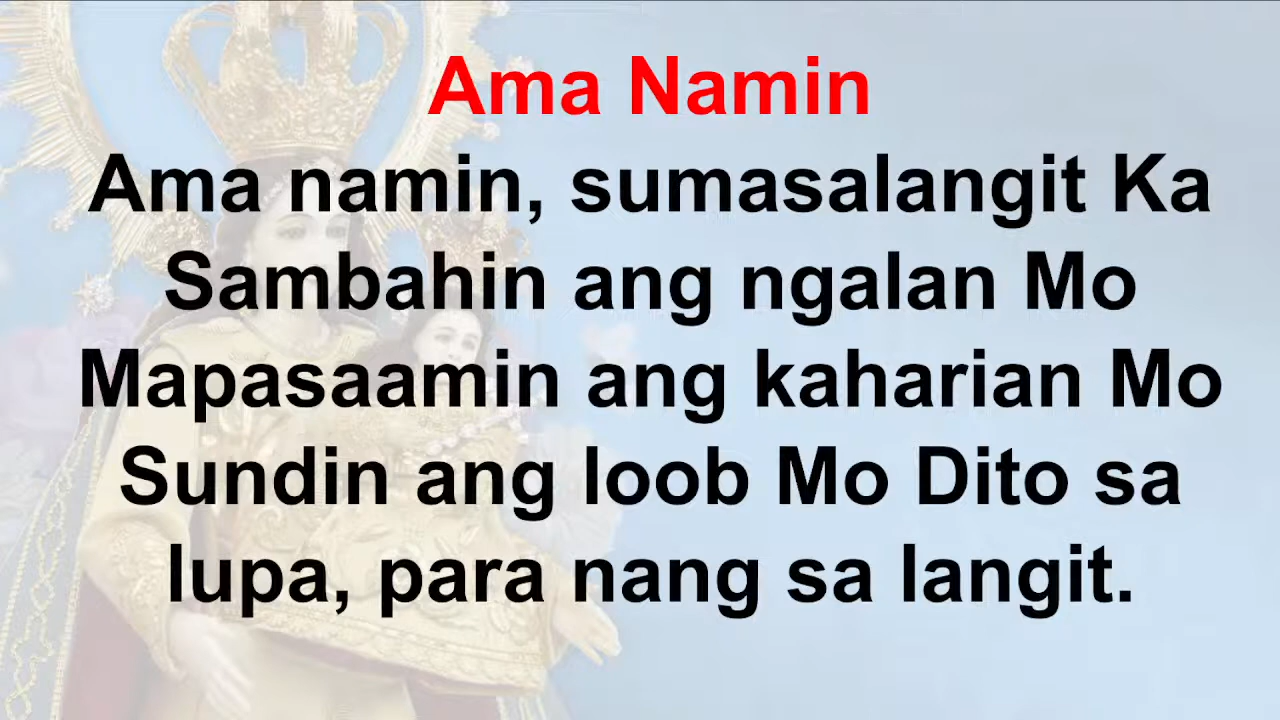 Ama Namin
Ama namin, sumasalangit Ka
Sambahin ang ngalan Mo
Mapasaamin ang kaharian Mo
Sundin ang loob Mo Dito sa
lupa, para nang sa langit.